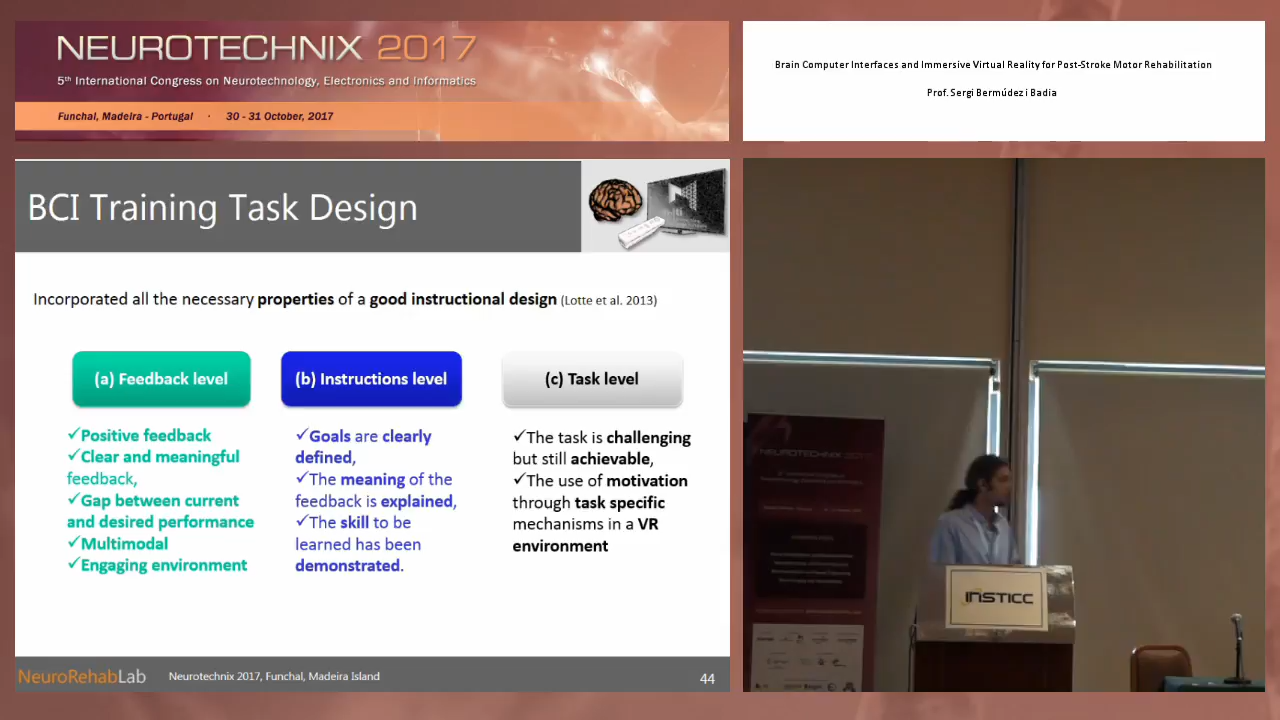 NEUROTECHNIX 2017
5th International Congress on Neurotechnology, Electronics and Informatics
Funchal, Madeira - Portugal · 30 - 31 October, 2017
Brain Computer Interfaces and Immersive Virtual Reality for Post-Stroke Motor Rehabilitation
Prof. Sergi Bermúdez i Badia
BCI Training Task Design
Incorporated all the necessary properties of a good instructional design (Lotte et al. 2013)
(a) Feedback level
✓Positive feedback
✓Clear and meaningful
feedback,
✓Gap between current
and desired performance
✓Multimodal
✓Engaging environment
(b) Instructions level
✓Goals are clearly
defined,
✓The meaning of the
feedback is explained,
✓The skill to be
learned has been
demonstrated.
(c) Task level
✓The task is challenging
but still achievable,
✓The use of motivation
through task specific
mechanisms in a VR
environment
NeuroRehabLab
Neurotechnix 2017, Funchal, Madeira Island
44
NEUROTECHNIX 2017
INSTICC